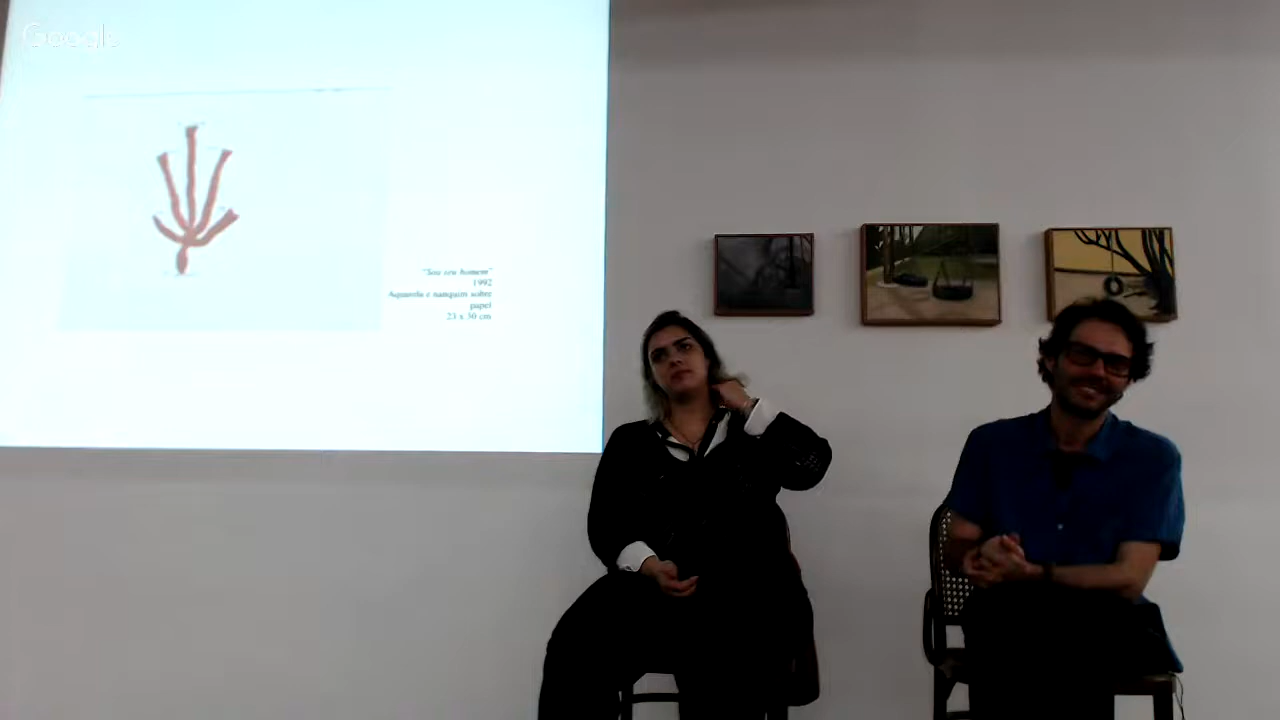 Google
"Sou seu homem"
1992
Aquarela e nanquim sobre
papel
23 x 30 cm